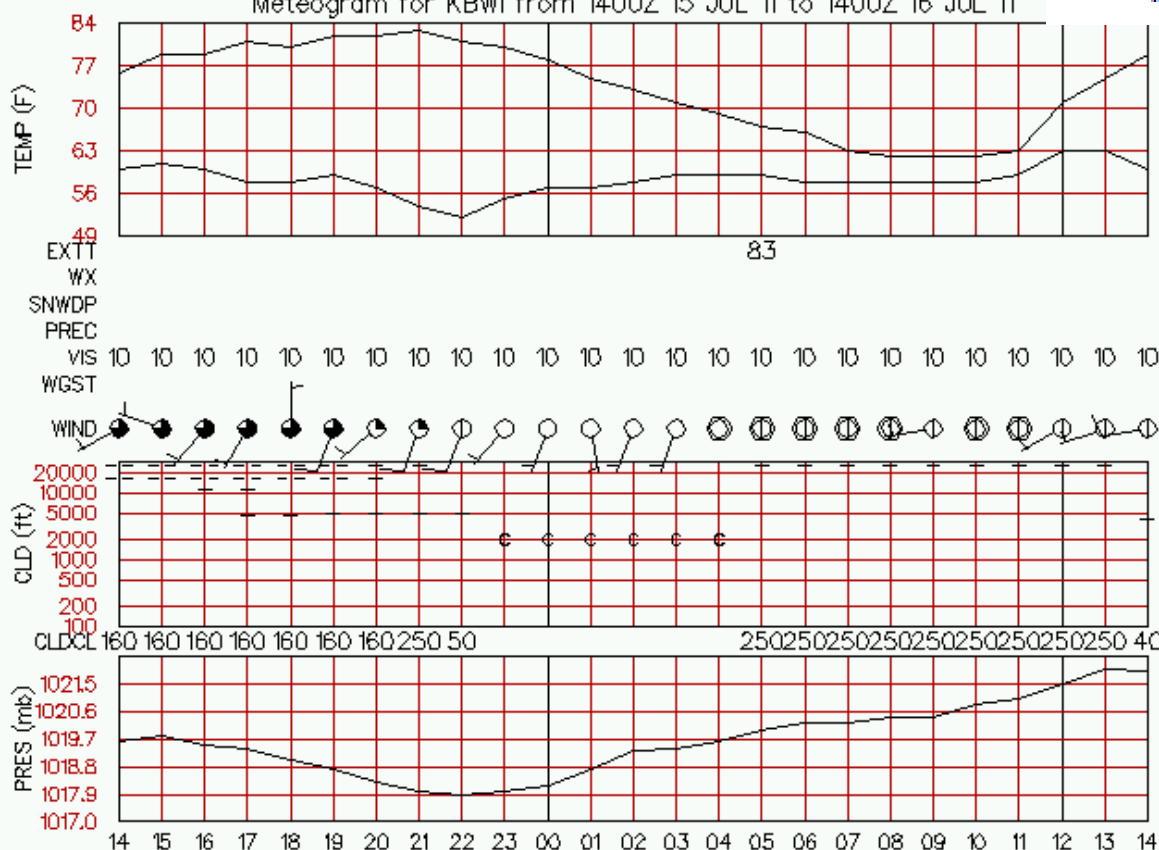 Meteogram for KBWI from 1400Z 15 JUL 11 to 1400Z 16 JUL 11
TEMP (F)
84
77
70
63
56
49
EXTT 83
WX
SNWDP
PREC
VIS 10 10 10 10 10 10 10 10 10 10 10 10 10 10 10 10 10 10 10 10 10 10 10 10 10
WGST
WIND
CLD (ft)
20000
10000
5000
2000 C C C C C C
1000
500
200
100
CLDCL 160 160 160 160 160 160 160 250 50 250 250 250 250 250 250 250 250 250 40
PRES (mb)
1021.5
1020.6
1019.7
1018.8
1017.9
1017.0
14 15 16 17 18 19 20 21 22 23 00 01 02 03 04 05 06 07 08 09 10 11 12 13 14